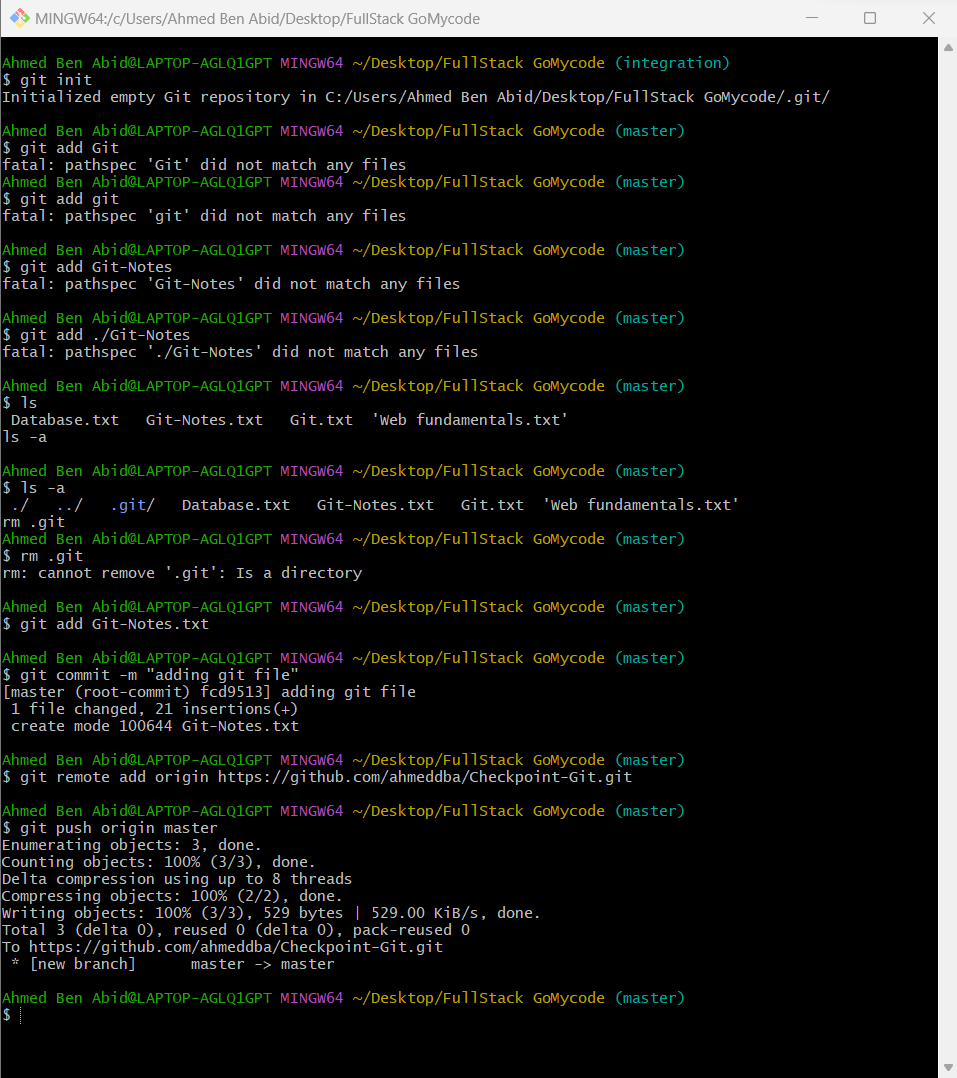 MINGW64:/c/Users/Ahmed Ben Abid/Desktop/FullStack GoMycode
Ahmed Ben Abid@LAPTOP-AGLQ1GPT MINGW64 ~/Desktop/FullStack GoMycode (integration)
$ git init
Initialized empty Git repository in C:/Users/Ahmed Ben Abid/Desktop/FullStack GoMycode/.git/
Ahmed Ben Abid@LAPTOP-AGLQ1GPT MINGW64 ~/Desktop/FullStack GoMycode (master)
$ git add Git
fatal: pathspec 'Git' did not match any files
Ahmed Ben Abid@LAPTOP-AGLQ1GPT MINGW64 ~/Desktop/FullStack GoMycode (master)
$ git add git
fatal: pathspec 'git' did not match any files
Ahmed Ben Abid@LAPTOP-AGLQ1GPT MINGW64 ~/Desktop/FullStack GoMycode (master)
$ git add Git-Notes
fatal: pathspec 'Git-Notes' did not match any files
Ahmed Ben Abid@LAPTOP-AGLQ1GPT MINGW64 ~/Desktop/FullStack GoMycode (master)
$ git add ./Git-Notes
fatal: pathspec './Git-Notes' did not match any files
Ahmed Ben Abid@LAPTOP-AGLQ1GPT MINGW64 ~/Desktop/FullStack GoMycode (master)
$ ls
Database.txt   Git-Notes.txt   Git.txt  'Web fundamentals.txt'
ls -a
Ahmed Ben Abid@LAPTOP-AGLQ1GPT MINGW64 ~/Desktop/FullStack GoMycode (master)
$ ls -a
./   ../   .git/   Database.txt   Git-Notes.txt   Git.txt  'Web fundamentals.txt'
rm .git
Ahmed Ben Abid@LAPTOP-AGLQ1GPT MINGW64 ~/Desktop/FullStack GoMycode (master)
$ rm .git
rm: cannot remove '.git': Is a directory
Ahmed Ben Abid@LAPTOP-AGLQ1GPT MINGW64 ~/Desktop/FullStack GoMycode (master)
$ git add Git-Notes.txt
Ahmed Ben Abid@LAPTOP-AGLQ1GPT MINGW64 ~/Desktop/FullStack GoMycode (master)
$ git commit -m "adding git file"
[master (root-commit) fcd9513] adding git file
1 file changed, 21 insertions(+)
create mode 100644 Git-Notes.txt
Ahmed Ben Abid@LAPTOP-AGLQ1GPT MINGW64 ~/Desktop/FullStack GoMycode (master)
$ git remote add origin https://github.com/ahmeddba/Checkpoint-Git.git
Ahmed Ben Abid@LAPTOP-AGLQ1GPT MINGW64 ~/Desktop/FullStack GoMycode (master)
$ git push origin master
Enumerating objects: 3, done.
Counting objects: 100% (3/3), done.
Delta compression using up to 8 threads
Compressing objects: 100% (2/2), done.
Writing objects: 100% (3/3), 529 bytes | 529.00 KiB/s, done.
Total 3 (delta 0), reused 0 (delta 0), pack-reused 0
To https://github.com/ahmeddba/Checkpoint-Git.git
* [new branch]      master -> master
Ahmed Ben Abid@LAPTOP-AGLQ1GPT MINGW64 ~/Desktop/FullStack GoMycode (master)
$